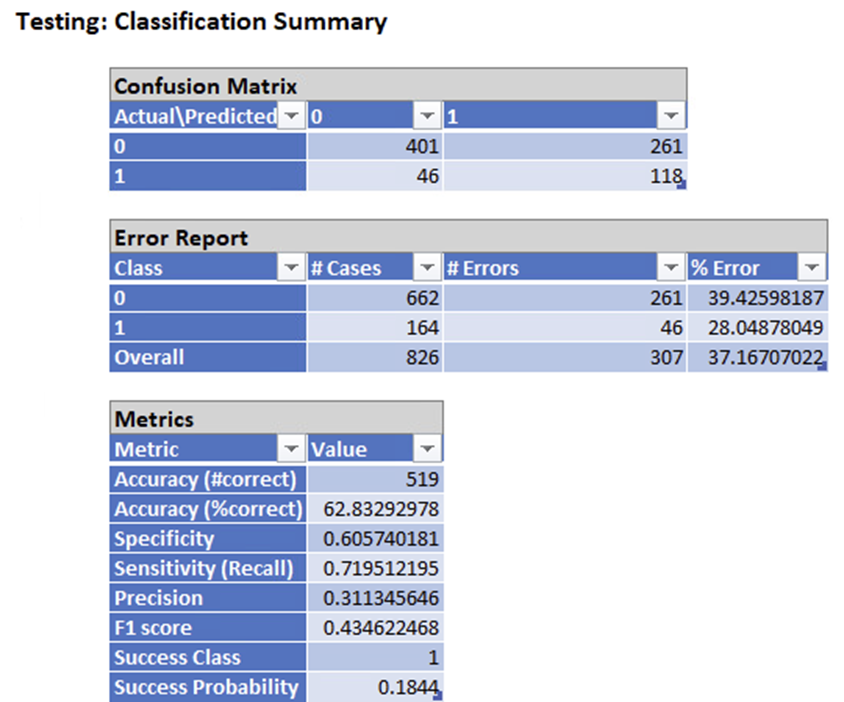 Testing: Classification Summary
Confusion Matrix
Actual\Predicted 0 1
0 401 261
1 46 118
Error Report
Class # Cases # Errors % Error
0 662 261 39.42598187
1 164 46 28.04878049
Overall 826 307 37.16707022
Metrics
Metric Value
Accuracy (#correct) 519
Accuracy (%correct) 62.83292978
Specificity 0.605740181
Sensitivity (Recall) 0.719512195
Precision 0.311345646
F1 score 0.434622468
Success Class 1
Success Probability 0.1844